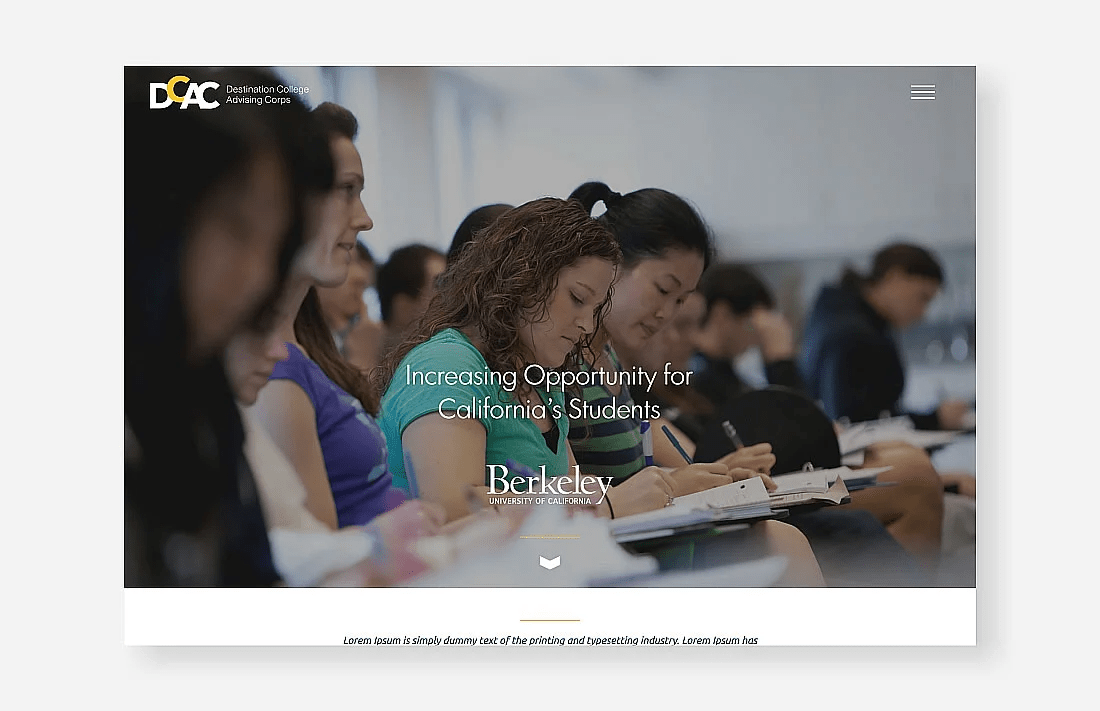 DCAC Destination College
Advising Corps
Increasing Opportunity for
California's Students
Berkeley
UNIVERSITY OF CALIFORNIA
Lorem Ipsum is simply dummy text of the printing and typesetting industry. Lorem Ipsum has